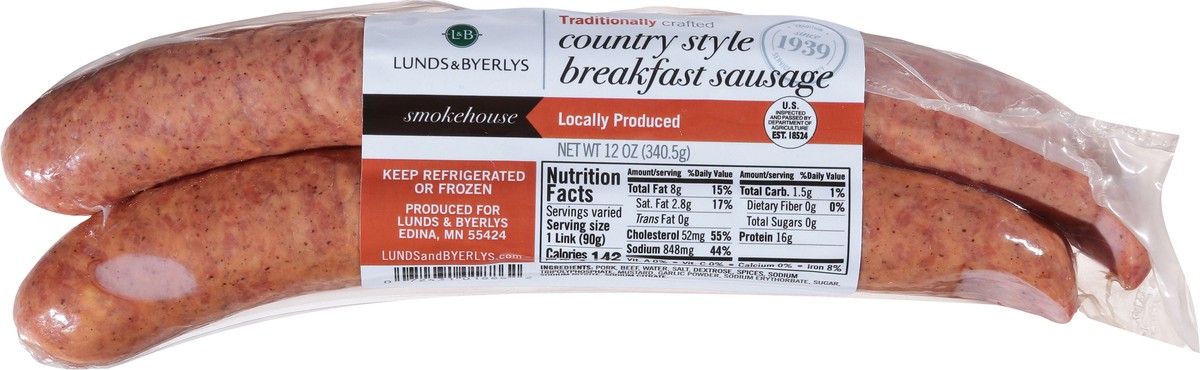 L&B
LUNDS&BYERLYS
Traditionally crafted
country style
breakfast sausage
since
1939
smokehouse
Locally Produced
U.S.
INSPECTED
AND PASSED BY
DEPARTMENT OF
AGRICULTURE
EST. 18524
NET WT 12 OZ (340.5g)
KEEP REFRIGERATED
OR FROZEN
PRODUCED FOR
LUNDS & BYERLYS
EDINA, MN 55424
LUNDSandBYERLYS.com
Nutrition
Facts
Servings varied
Serving size
1 Link (90g)
Calories 142
Amount/serving %Daily Value
Total Fat 8g 15%
Sat. Fat 2.8g 17%
Trans Fat 0g
Cholesterol 52mg 55%
Sodium 848mg 44%
Amount/serving %Daily Value
Total Carb. 1.5g 1%
Dietary Fiber 0g 0%
Total Sugars 0g
Protein 16g
Vit. A 0% • Vit. C 0% • Calcium 0% • Iron 8%
INGREDIENTS: PORK, BEEF, WATER, SALT, DEXTROSE, SPICES, SODIUM
TRIPOLYPHOSPHATE, MUSTARD, GARLIC POWDER, SODIUM ERYTHORBATE, SUGAR,